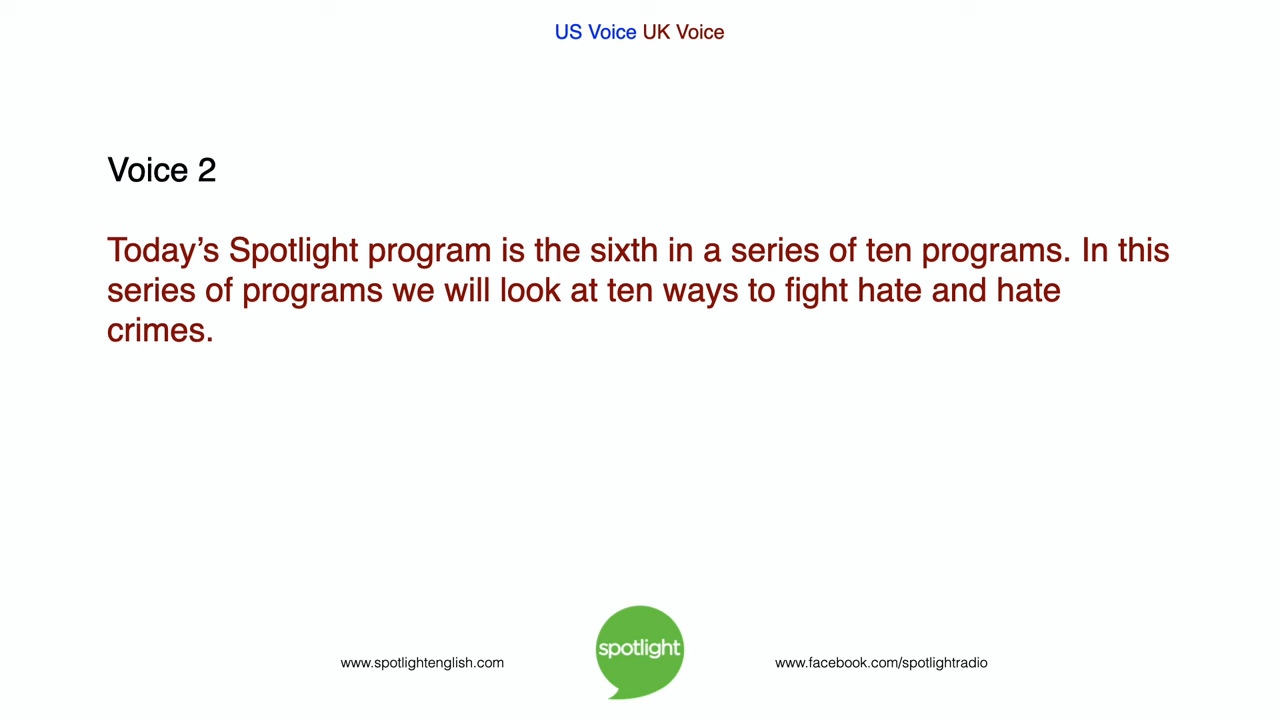 US Voice UK Voice
Voice 2
Today’s Spotlight program is the sixth in a series of ten programs. In this
series of programs we will look at ten ways to fight hate and hate
crimes.
spotlight
www.spotlightenglish.com
www.facebook.com/spotlightradio